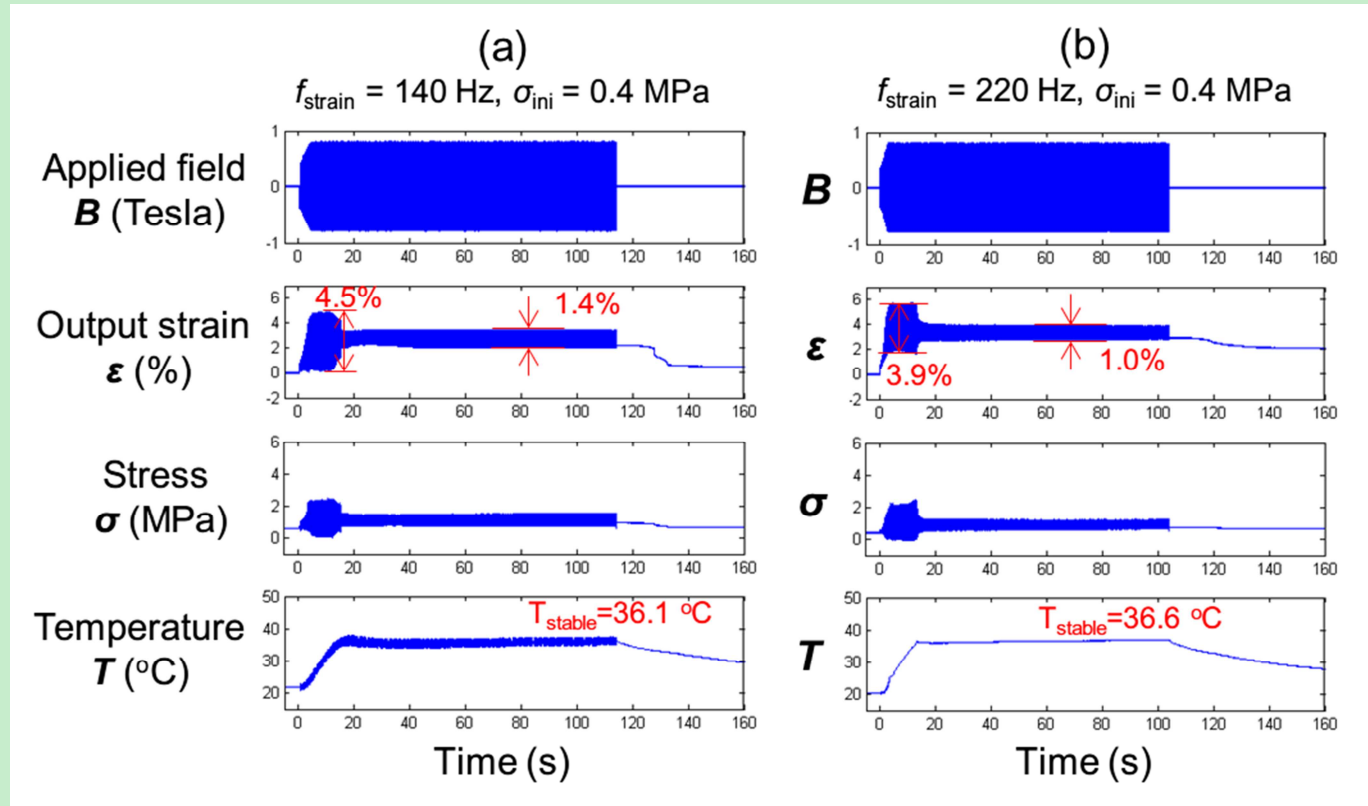 (a)
f_strain = 140 Hz, σ_ini = 0.4 MPa
(b)
f_strain = 220 Hz, σ_ini = 0.4 MPa
Applied field
B (Tesla)
1
0
-1
0 20 40 60 80 100 120 140 160
B
1
0
-1
0 20 40 60 80 100 120 140 160
Output strain
ε (%)
6
4
2
0
-2
4.5%
1.4%
0 20 40 60 80 100 120 140 160
ε
6
4
2
0
-2
3.9%
1.0%
0 20 40 60 80 100 120 140 160
Stress
σ (MPa)
6
4
2
0
0 20 40 60 80 100 120 140 160
σ
6
4
2
0
0 20 40 60 80 100 120 140 160
Temperature
T (°C)
50
40
30
20
T_stable=36.1 °C
0 20 40 60 80 100 120 140 160
Time (s)
T
50
40
30
20
T_stable=36.6 °C
0 20 40 60 80 100 120 140 160
Time (s)